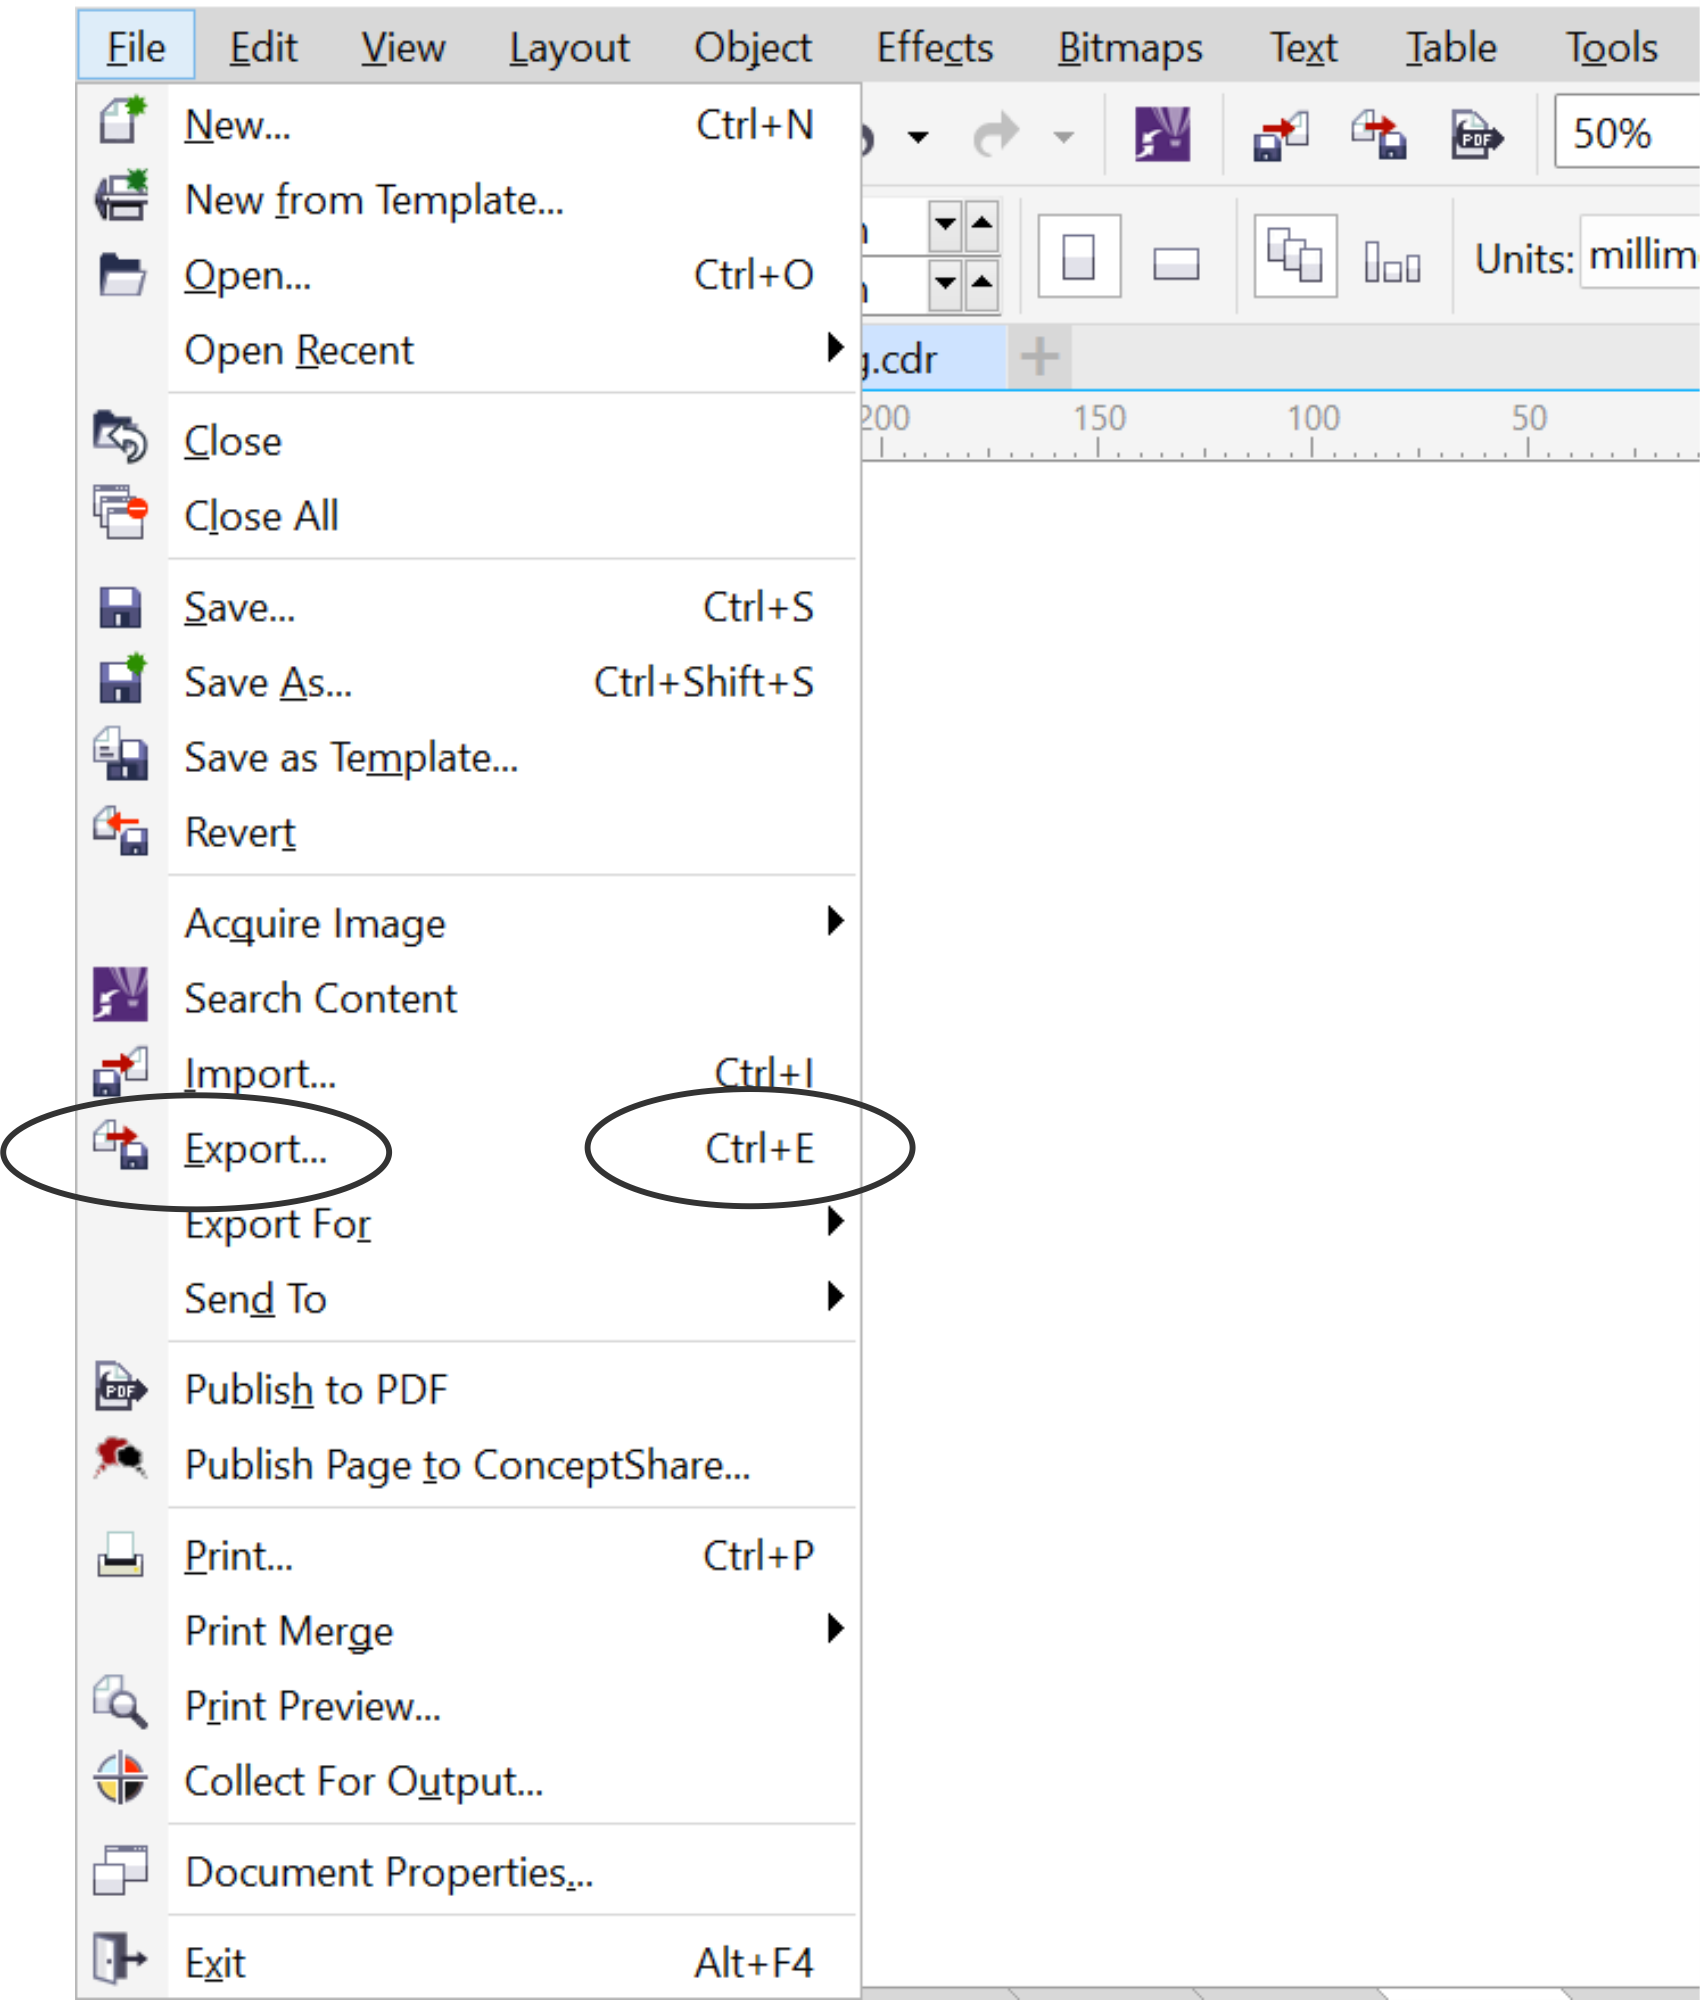 File Edit View Layout Object Effects Bitmaps Text Table Tools
New... Ctrl+N
50%
New from Template...
Open... Ctrl+O
Units: millim
Open Recent
.cdr
Close
200 150 100 50
Close All
Save... Ctrl+S
Save As... Ctrl+Shift+S
Save as Template...
Revert
Acquire Image
Search Content
Import... Ctrl+I
Export... Ctrl+E
Export For
Send To
PDF Publish to PDF
Publish Page to ConceptShare...
Print... Ctrl+P
Print Merge
Print Preview...
Collect For Output...
Document Properties...
Exit Alt+F4